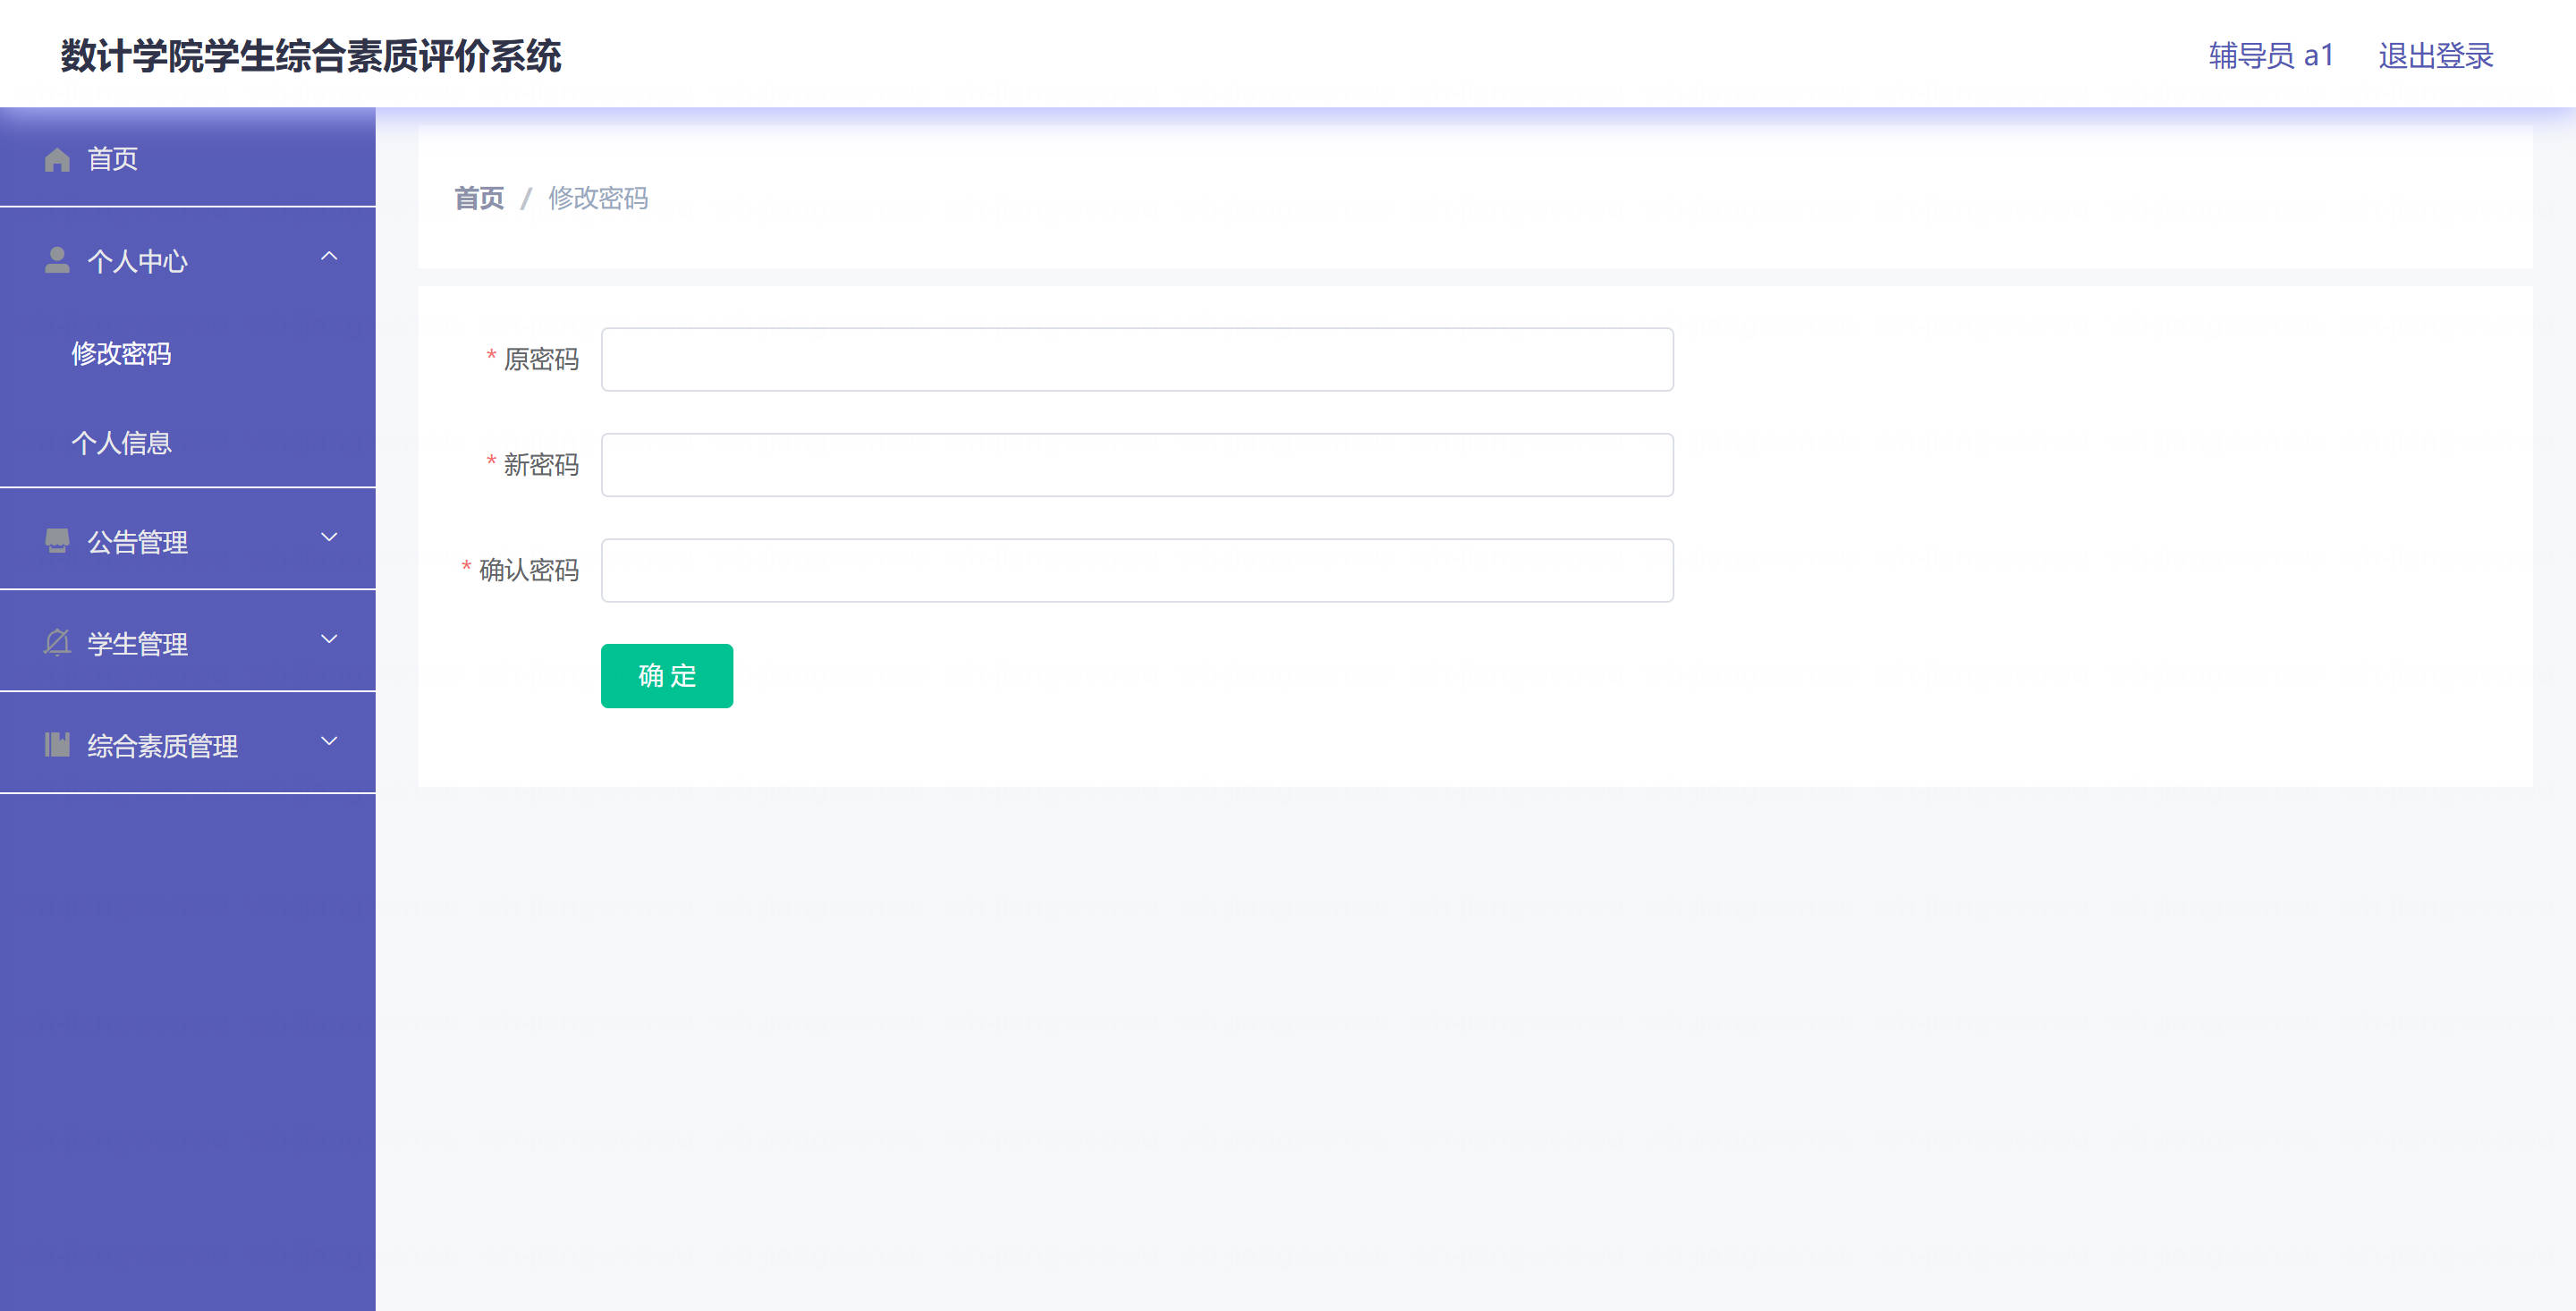 数计学院学生综合素质评价系统
辅导员 a1 退出登录
首页
个人中心
修改密码
个人信息
公告管理
学生管理
综合素质管理
首页 / 修改密码
* 原密码
* 新密码
* 确认密码
确 定